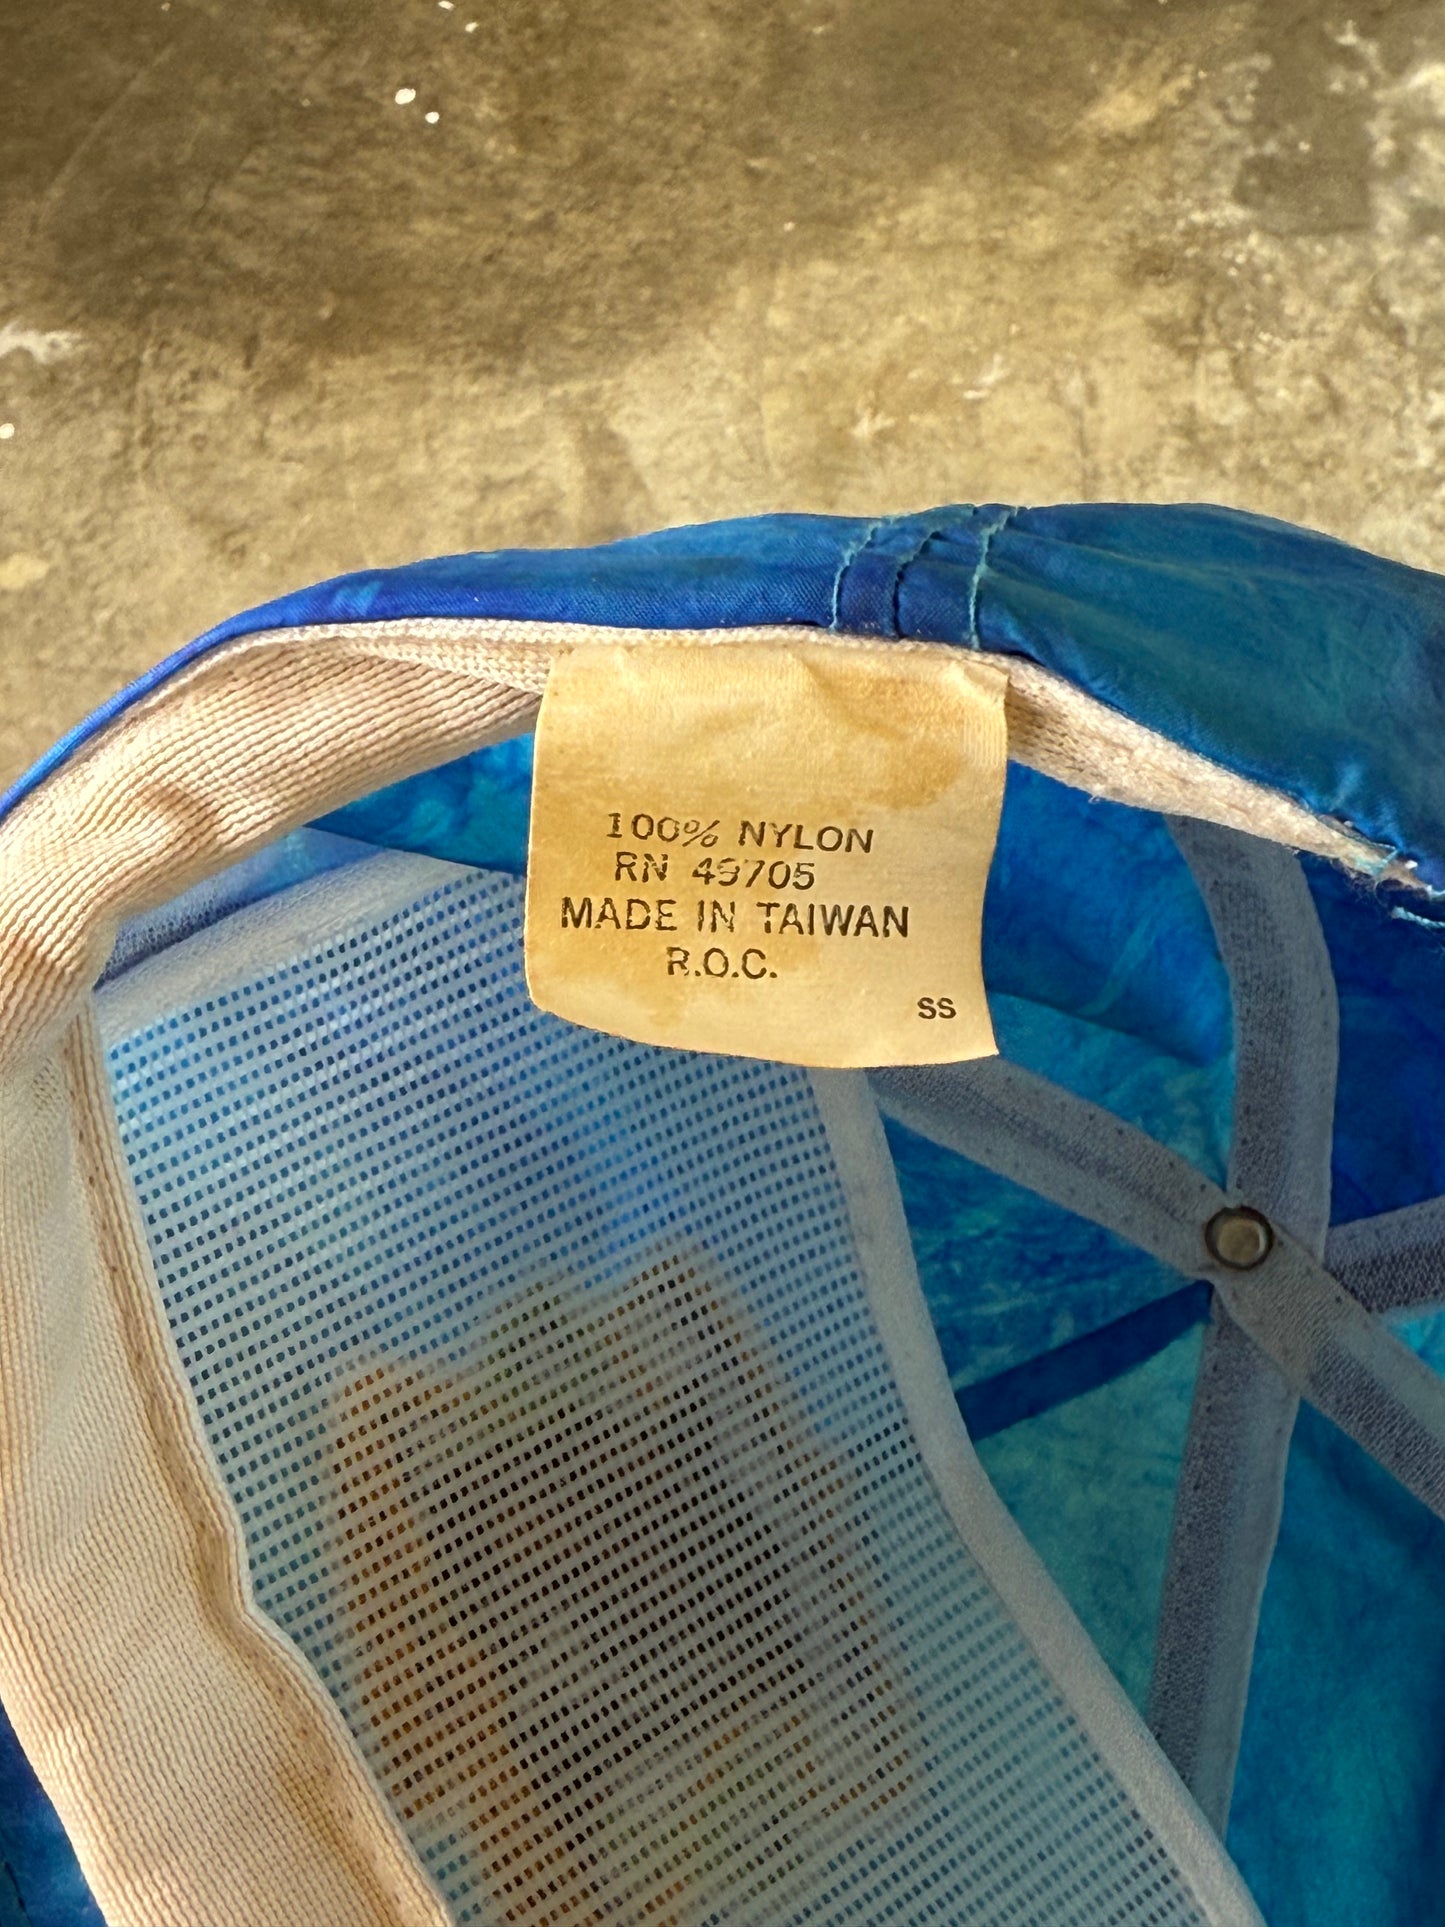 100% NYLON
RN 49705
MADE IN TAIWAN
R.O.C.
SS